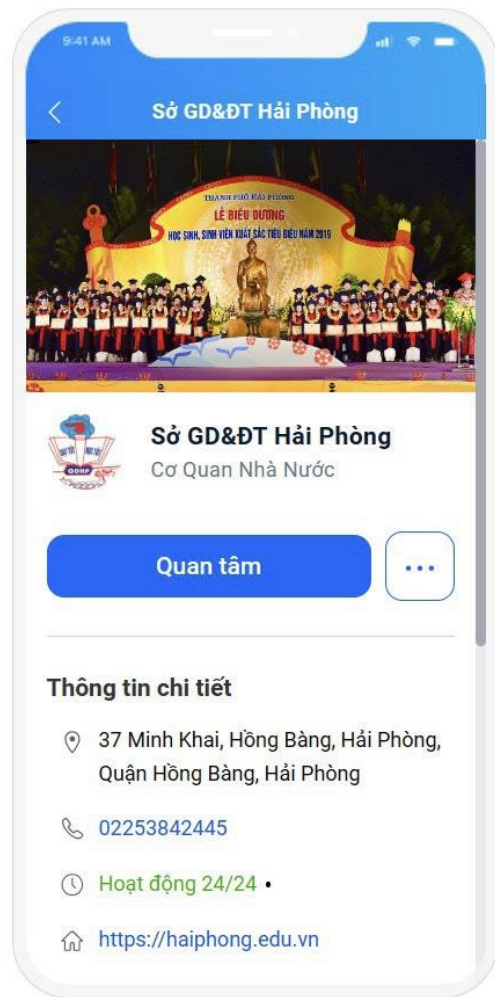 9:41 AM
Sở GD&ĐT Hải Phòng
THÀNH PHỐ HẢI PHÒNG
LỄ BIỂU DƯƠNG
HỌC SINH, SINH VIÊN XUẤT SẮC TIÊU BIỂU NĂM 2019
Sở GD&ĐT Hải Phòng
Cơ Quan Nhà Nước
GDHP
Quan tâm
Thông tin chi tiết
37 Minh Khai, Hồng Bàng, Hải Phòng,
Quận Hồng Bàng, Hải Phòng
02253842445
Hoạt động 24/24 •
https://haiphong.edu.vn